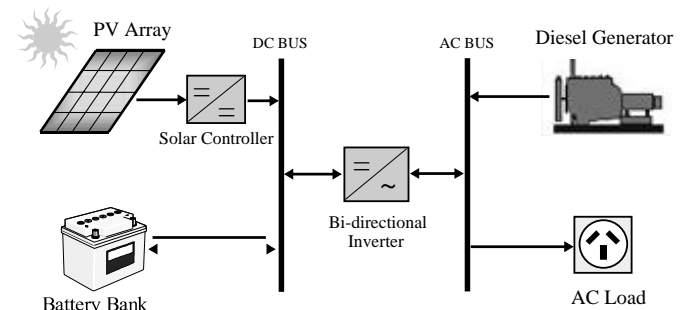 PV Array
DC BUS
AC BUS
Diesel Generator
Solar Controller
Bi-directional
Inverter
Battery Bank
AC Load